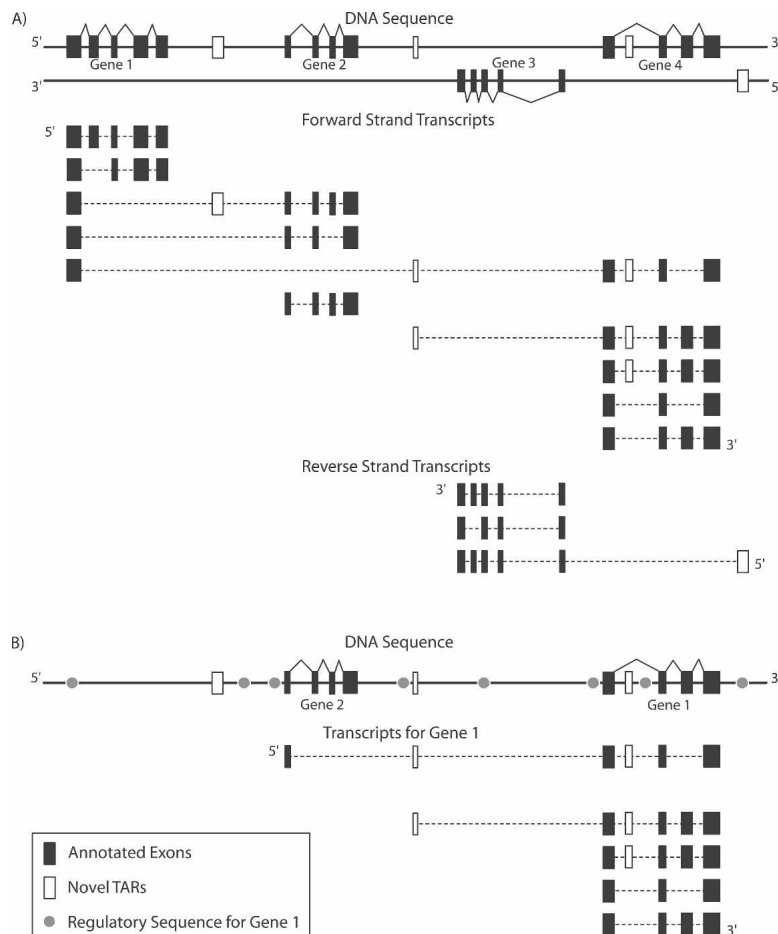 A)
DNA Sequence
5'
3'
Gene 1
Gene 2
Gene 3
Gene 4
3'
5'
Forward Strand Transcripts
5'
3'
Reverse Strand Transcripts
3'
5'
B)
DNA Sequence
5'
3'
Gene 2
Gene 1
Transcripts for Gene 1
5'
3'
Annotated Exons
Novel TARs
Regulatory Sequence for Gene 1